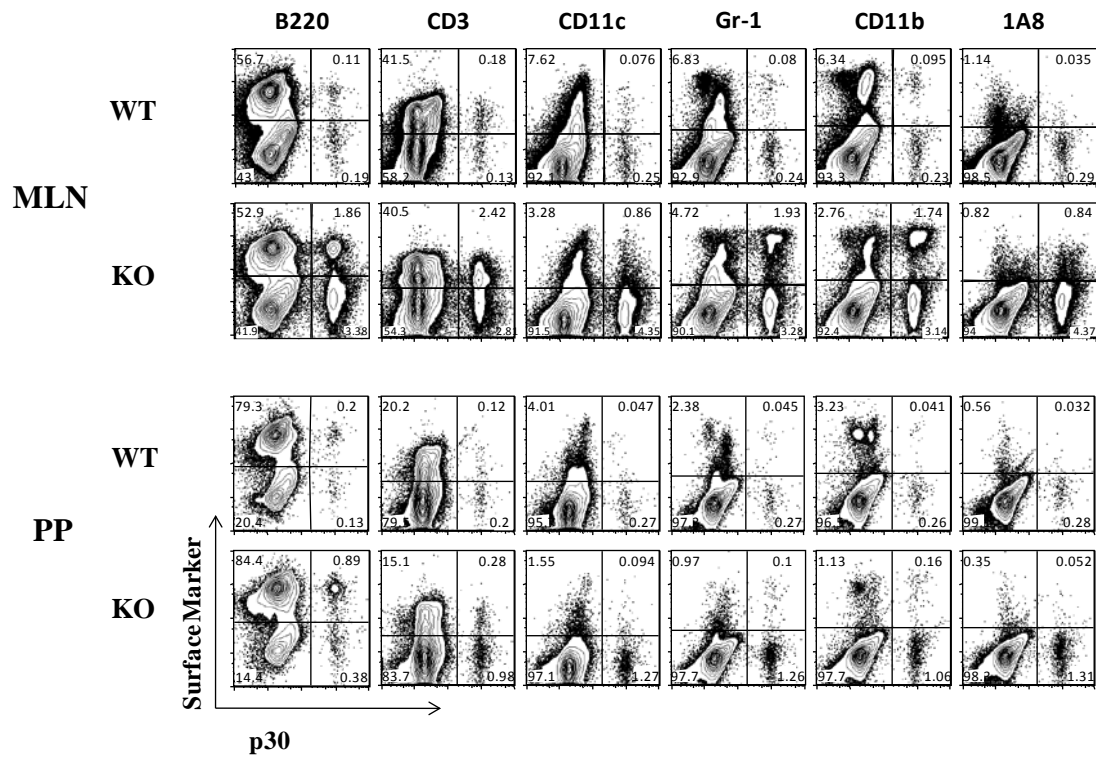 B220 CD3 CD11c Gr-1 CD11b 1A8
56.7 0.11 41.5 0.18 7.62 0.076 6.83 0.08 6.34 0.095 1.14 0.035
WT
43 0.19 58.2 0.13 92.1 0.25 92.9 0.24 93.3 0.23 98.5 0.29
MLN
52.9 1.86 40.5 2.42 3.28 0.86 4.72 1.93 2.76 1.74 0.82 0.84
KO
41.9 3.38 54.3 2.81 91.5 4.35 90.1 3.28 92.4 3.14 94 4.37
79.3 0.2 20.2 0.12 4.01 0.047 2.38 0.045 3.23 0.041 0.56 0.032
WT
20.4 0.13 79.5 0.2 0.27 0.27 0.26 0.28
PP
84.4 0.89 15.1 0.28 1.55 0.094 0.97 0.1 1.13 0.16 0.35 0.052
KO
14.4 0.38 83.7 0.98 97.1 1.27 97.7 1.26 97.7 1.06 98.3 1.31
Surface Marker
p30